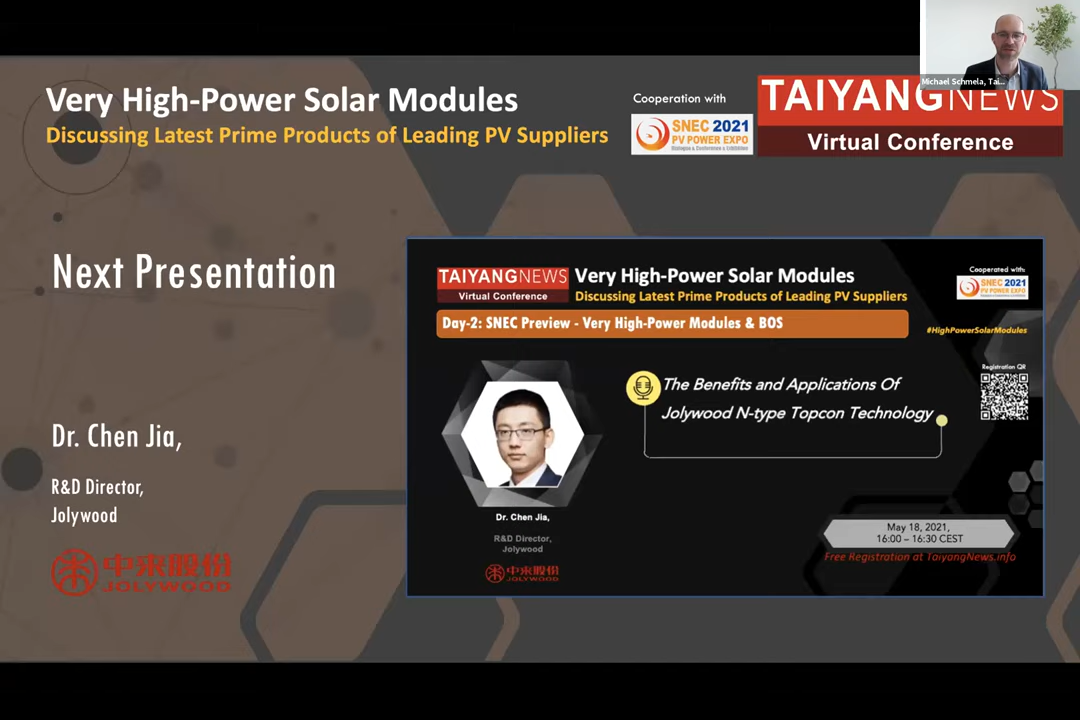 Michael Schmela, Tai...
Very High-Power Solar Modules
Discussing Latest Prime Products of Leading PV Suppliers
Cooperation with
SNEC 2021
PV POWER EXPO
TAIYANGNEWS
Virtual Conference
Next Presentation
Dr. Chen Jia,
R&D Director,
Jolywood
中来股份
JOLYWOOD
TAIYANGNEWS
Virtual Conference
Very High-Power Solar Modules
Discussing Latest Prime Products of Leading PV Suppliers
Cooperated with:
SNEC 2021
PV POWER EXPO
Day-2: SNEC Preview - Very High-Power Modules & BOS
#HighPowerSolarModules
Registration QR
The Benefits and Applications Of
Jolywood N-type Topcon Technology
Dr. Chen Jia,
R&D Director,
Jolywood
中来股份
JOLYWOOD
May 18, 2021,
16:00 – 16:30 CEST
Free Registration at TaiyangNews.info